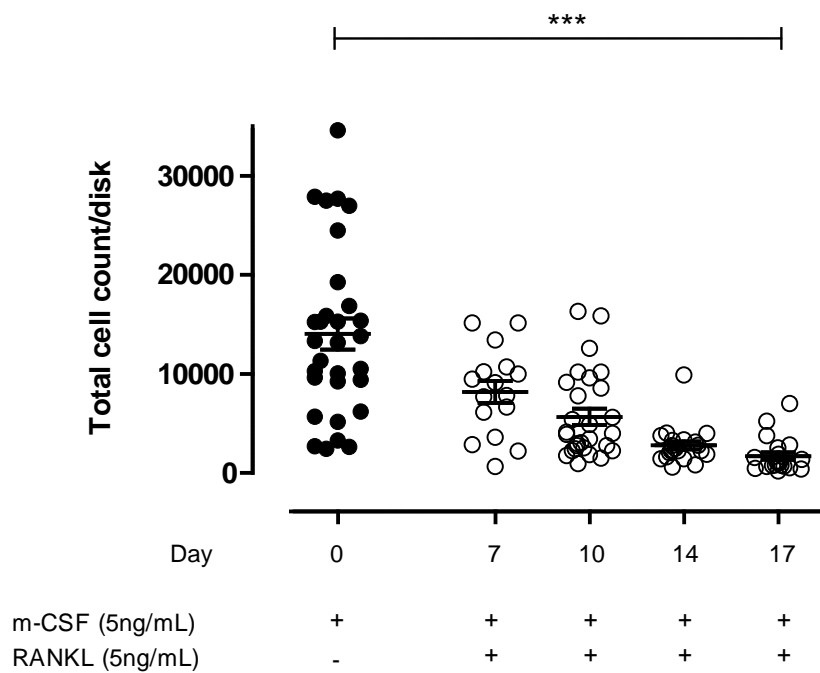 ***
Total cell count/disk
30000
20000
10000
0
Day 0 7 10 14 17
m-CSF (5ng/mL) + + + + +
RANKL (5ng/mL) - + + + +